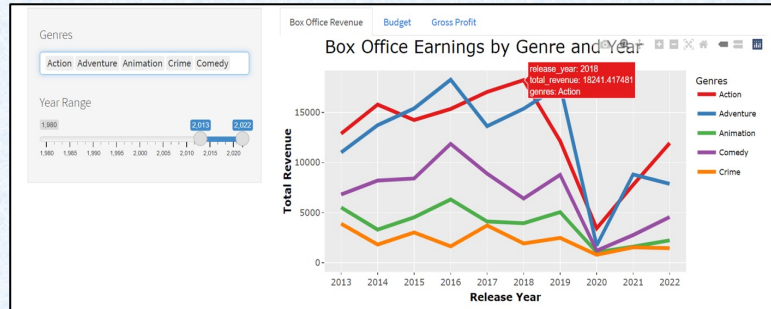 Genres
Action Adventure Animation Crime Comedy
Year Range
1,980 2,013 2,022
1,980 1,985 1,990 1,995 2,000 2,005 2,010 2,015 2,020
Box Office Revenue Budget Gross Profit
Box Office Earnings by Genre and Year
release_year: 2018
total_revenue: 18241.417481
genres: Action
Genres
Action
Adventure
Animation
Comedy
Crime
Total Revenue
15000
10000
5000
0
2013 2014 2015 2016 2017 2018 2019 2020 2021 2022
Release Year